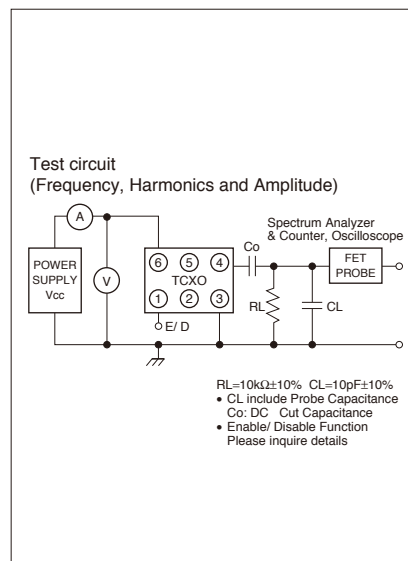 Test circuit
(Frequency, Harmonics and Amplitude)
A
Spectrum Analyzer
& Counter, Oscilloscope
Co
POWER
SUPPLY
Vcc
V
6 5 4
TCXO
1 2 3
E/ D
RL
CL
FET
PROBE
RL=10kΩ±10% CL=10pF±10%
• CL include Probe Capacitance
Co: DC Cut Capacitance
• Enable/ Disable Function
Please inquire details